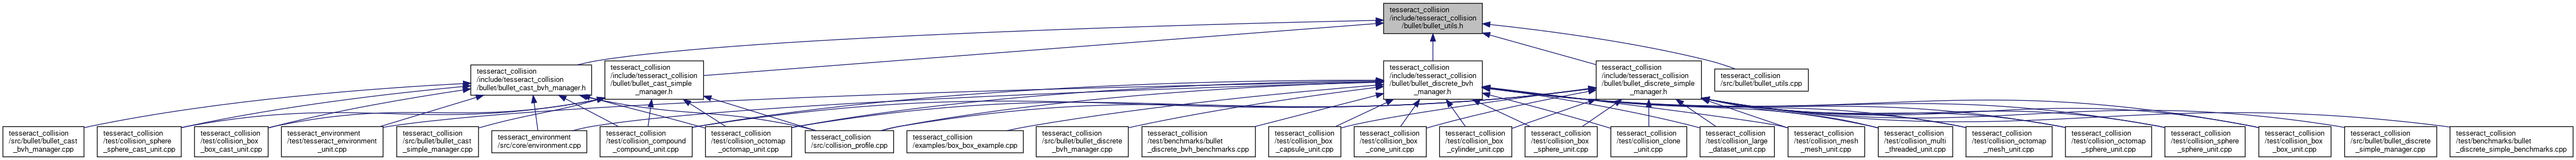 tesseract_collision
/include/tesseract_collision
/bullet/bullet_utils.h
tesseract_collision
/include/tesseract_collision
/bullet/bullet_cast_bvh_manager.h
tesseract_collision
/include/tesseract_collision
/bullet/bullet_cast_simple
_manager.h
tesseract_collision
/include/tesseract_collision
/bullet/bullet_discrete_bvh
_manager.h
tesseract_collision
/include/tesseract_collision
/bullet/bullet_discrete_simple
_manager.h
tesseract_collision
/src/bullet/bullet_utils.cpp
tesseract_collision
/src/bullet/bullet_cast
_bvh_manager.cpp
tesseract_collision
/test/collision_sphere
_sphere_cast_unit.cpp
tesseract_collision
/test/collision_box
_box_cast_unit.cpp
tesseract_environment
/test/tesseract_environment
_unit.cpp
tesseract_collision
/src/bullet/bullet_cast
_simple_manager.cpp
tesseract_environment
/src/core/environment.cpp
tesseract_collision
/test/collision_compound
_compound_unit.cpp
tesseract_collision
/test/collision_octomap
_octomap_unit.cpp
tesseract_collision
/src/collision_profile.cpp
tesseract_collision
/examples/box_box_example.cpp
tesseract_collision
/src/bullet/bullet_discrete
_bvh_manager.cpp
tesseract_collision
/test/benchmarks/bullet
_discrete_bvh_benchmarks.cpp
tesseract_collision
/test/collision_box
_capsule_unit.cpp
tesseract_collision
/test/collision_box
_cone_unit.cpp
tesseract_collision
/test/collision_box
_cylinder_unit.cpp
tesseract_collision
/test/collision_box
_sphere_unit.cpp
tesseract_collision
/test/collision_clone
_unit.cpp
tesseract_collision
/test/collision_large
_dataset_unit.cpp
tesseract_collision
/test/collision_mesh
_mesh_unit.cpp
tesseract_collision
/test/collision_multi
_threaded_unit.cpp
tesseract_collision
/test/collision_octomap
_mesh_unit.cpp
tesseract_collision
/test/collision_octomap
_sphere_unit.cpp
tesseract_collision
/test/collision_sphere
_sphere_unit.cpp
tesseract_collision
/test/collision_box
_box_unit.cpp
tesseract_collision
/src/bullet/bullet_discrete
_simple_manager.cpp
tesseract_collision
/test/benchmarks/bullet
_discrete_simple_benchmarks.cpp